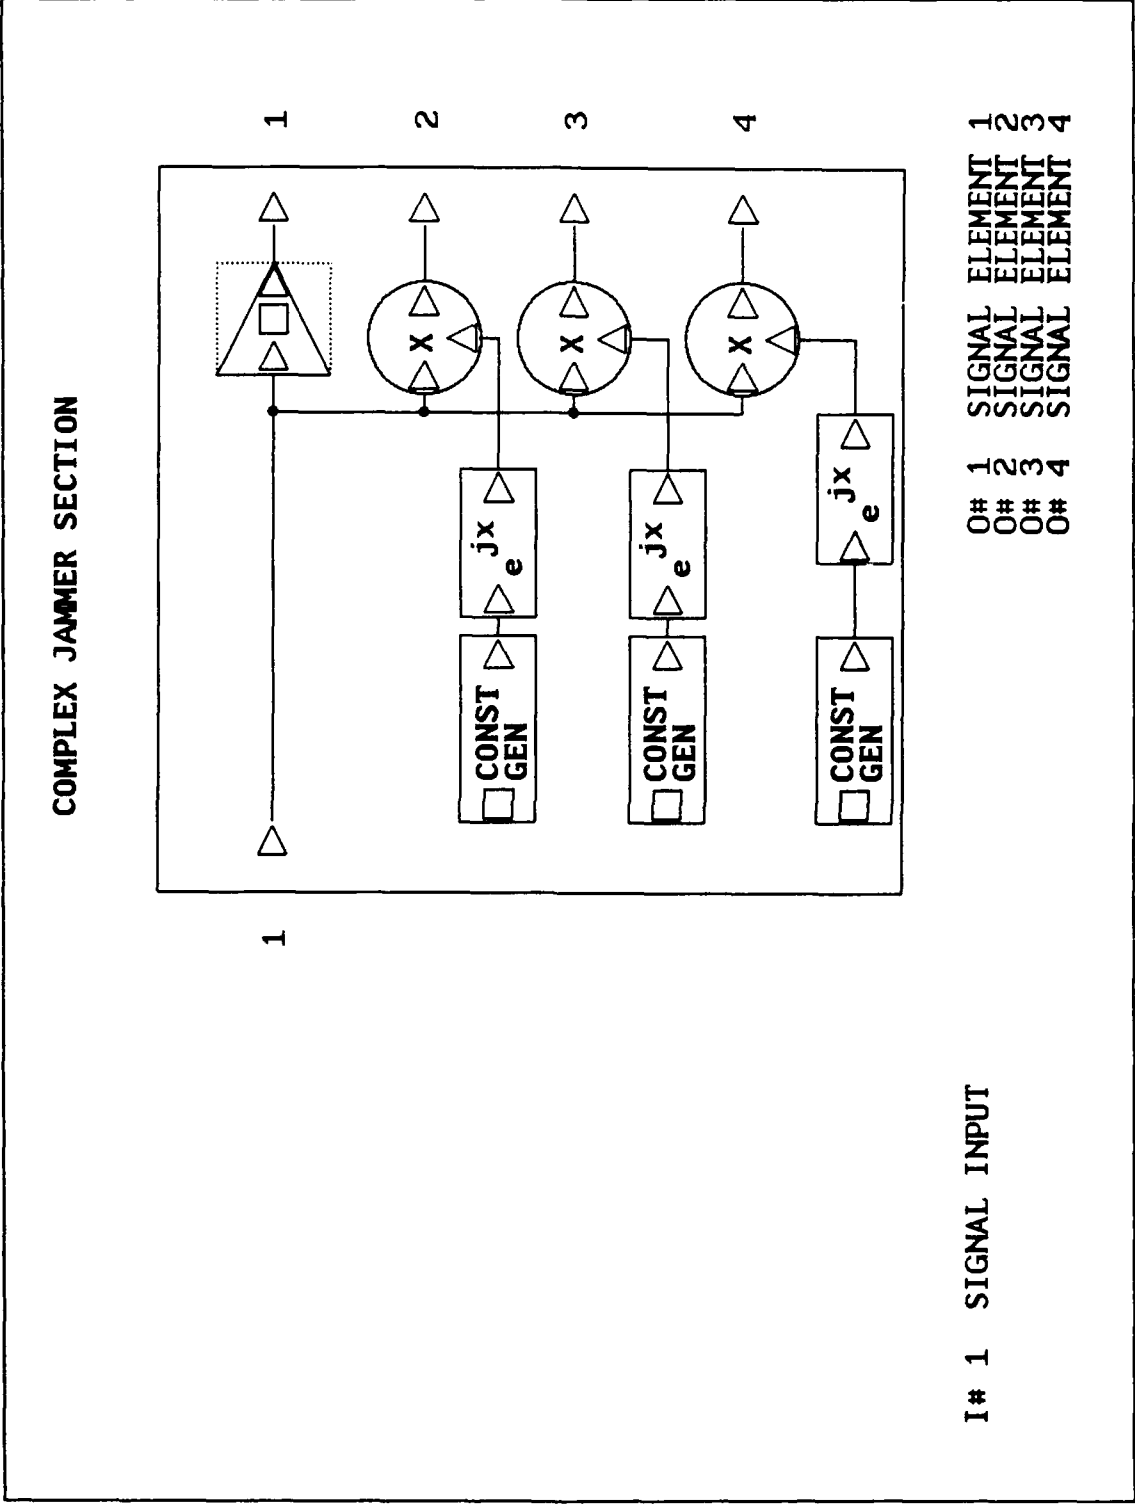 COMPLEX JAMMER SECTION
1
1
2
3
4
X
X
X
jx
e
jx
e
jx
e
CONST
GEN
CONST
GEN
CONST
GEN
I# 1 SIGNAL INPUT
O# 1 SIGNAL ELEMENT 1
O# 2 SIGNAL ELEMENT 2
O# 3 SIGNAL ELEMENT 3
O# 4 SIGNAL ELEMENT 4